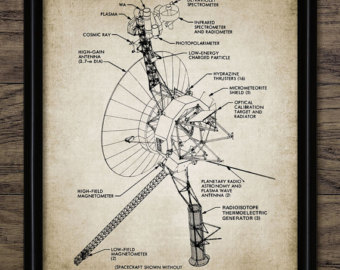 WA
PLASMA
COSMIC RAY
HIGH-GAIN
ANTENNA
(3.7-m DIA)
SPECTROMETER
INFRARED
SPECTROMETER
AND RADIOMETER
PHOTOPOLARIMETER
LOW-ENERGY
CHARGED PARTICLE
HYDRAZINE
THRUSTERS (16)
MICROMETEORITE
SHIELD (5)
OPTICAL
CALIBRATION
TARGET AND
RADIATOR
PLANETARY RADIO
ASTRONOMY AND
PLASMA WAVE
ANTENNA (2)
RADIOISOTOPE
THERMOELECTRIC
GENERATOR (3)
HIGH-FIELD
MAGNETOMETER
LOW-FIELD
MAGNETOMETER
(2)
(SPACECRAFT SHOWN WITHOUT